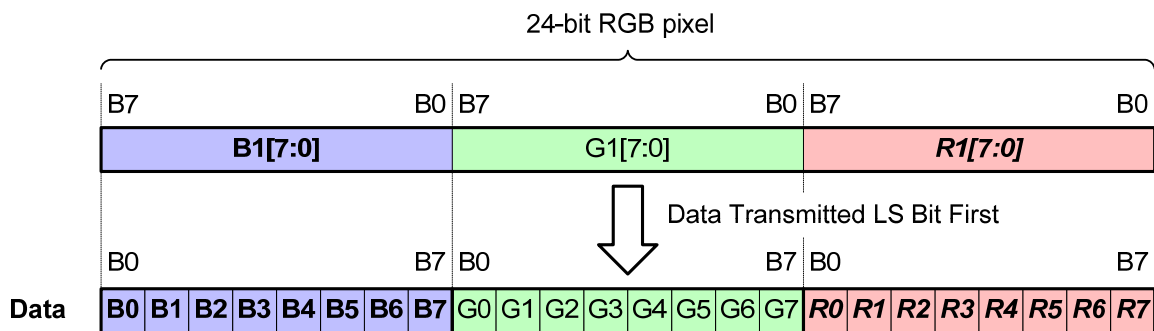 24-bit RGB pixel
B7 B0 B7 B0 B7 B0
B1[7:0] G1[7:0] R1[7:0]
Data Transmitted LS Bit First
B0 B7 B0 B7 B0 B7
Data B0 B1 B2 B3 B4 B5 B6 B7 G0 G1 G2 G3 G4 G5 G6 G7 R0 R1 R2 R3 R4 R5 R6 R7